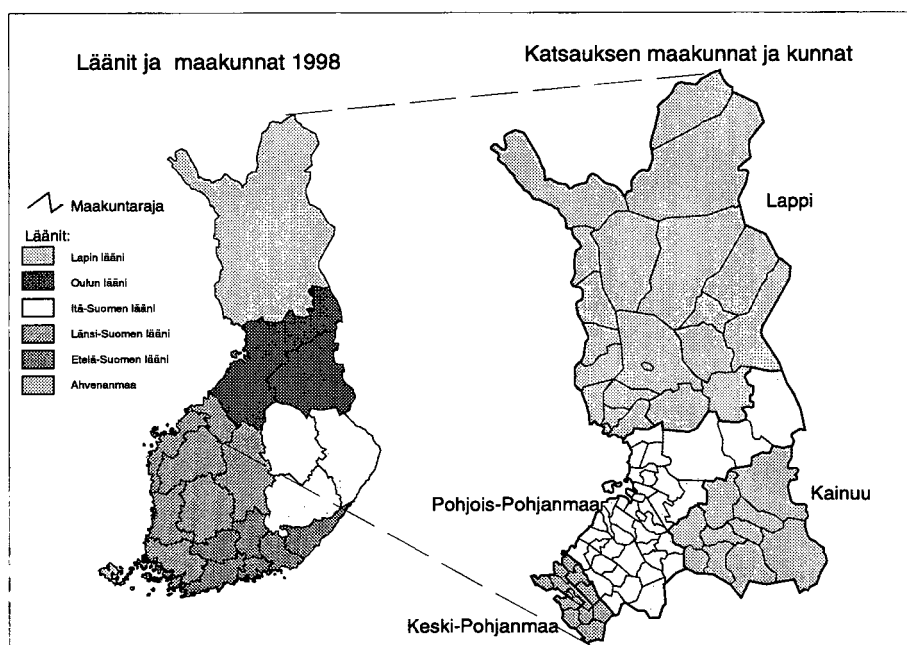 Läänit ja maakunnat 1998
Maakuntaraja
Läänit:
Lapin lääni
Oulun lääni
Itä-Suomen lääni
Länsi-Suomen lääni
Etelä-Suomen lääni
Ahvenanmaa
Katsauksen maakunnat ja kunnat
Lappi
Kainuu
Pohjois-Pohjanmaa
Keski-Pohjanmaa